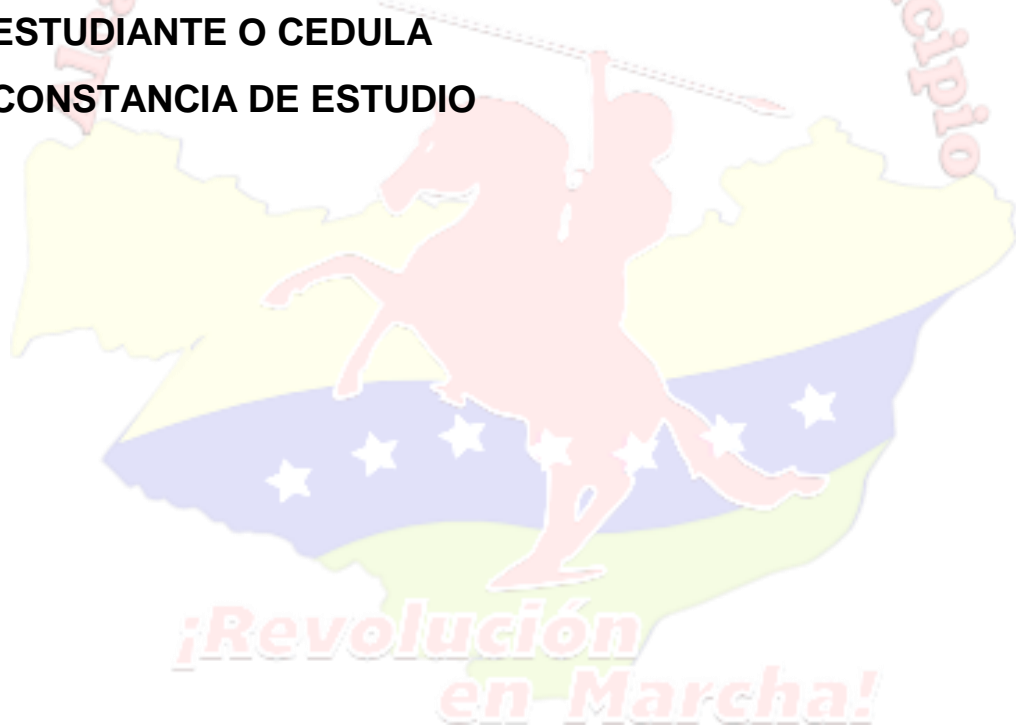 ESTUDIANTE O CEDULA
CONSTANCIA DE ESTUDIO
¡Revolución
en Marcha!